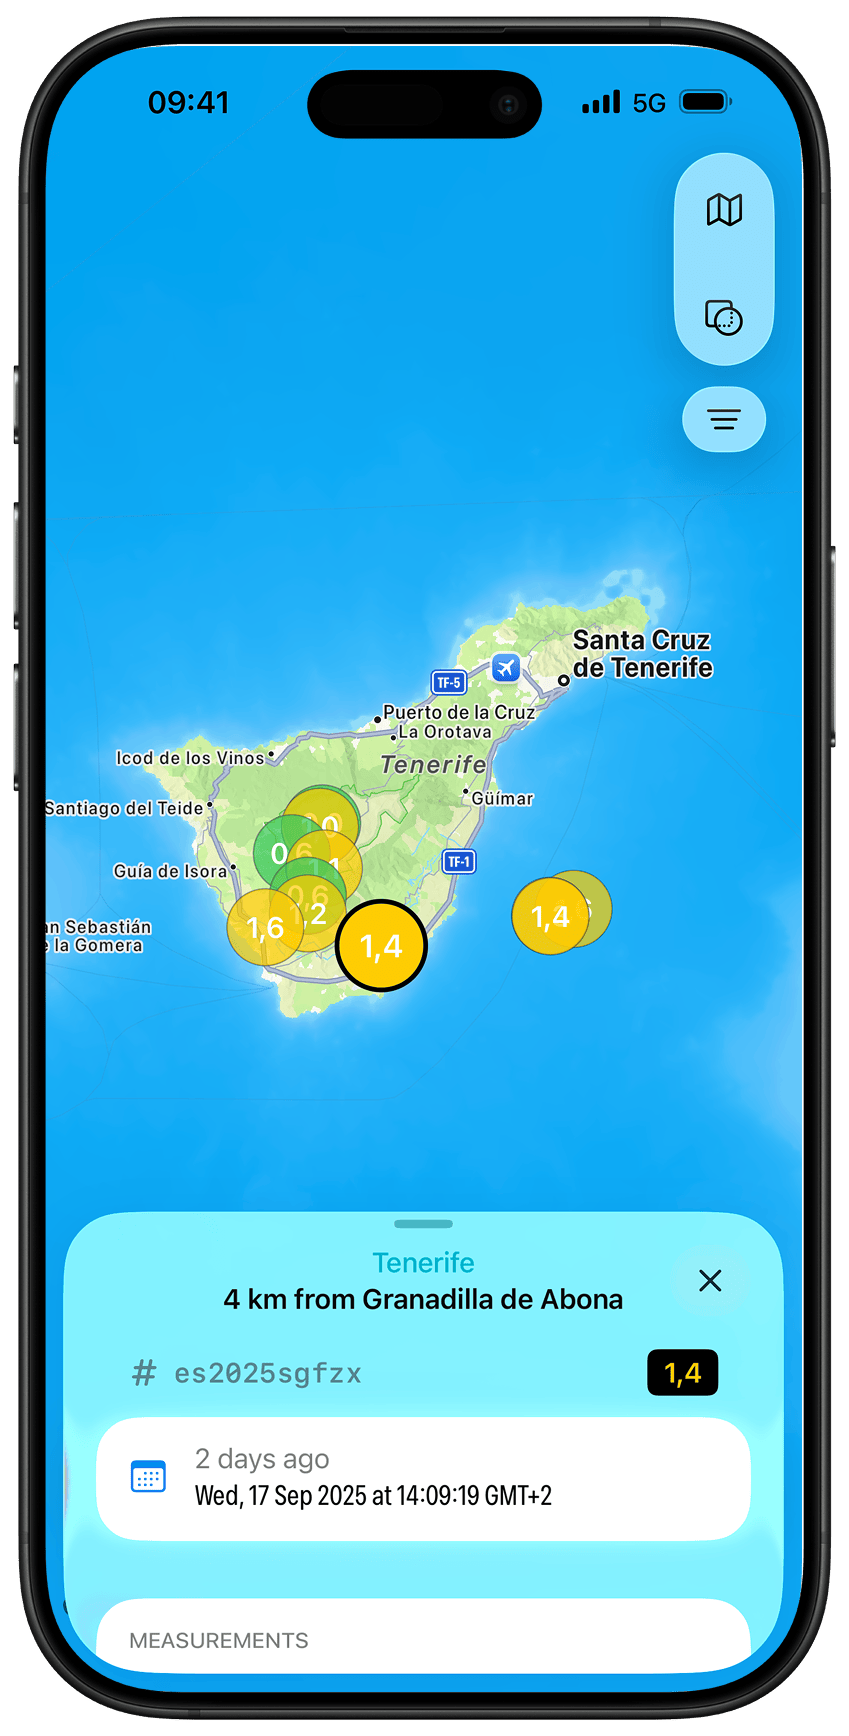 09:41
5G
Santa Cruz
de Tenerife
TF-5
Puerto de la Cruz
La Orotava
Icod de los Vinos
Tenerife
Santiago del Teide
Güímar
TF-1
Guía de Isora
0,6
1,4
1,6
1,2
1,4
an Sebastián
e la Gomera
Tenerife
4 km from Granadilla de Abona
# es2025sgfzx
1,4
2 days ago
Wed, 17 Sep 2025 at 14:09:19 GMT+2
MEASUREMENTS